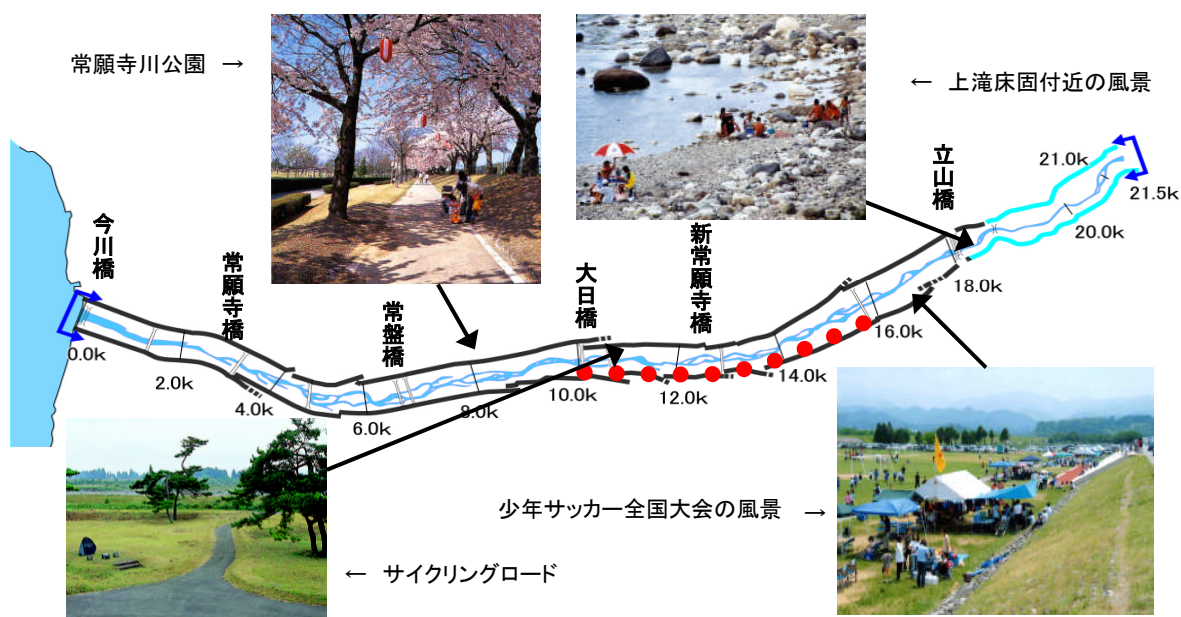 常願寺川公園 →
← 上滝床固付近の風景
立山橋
21.0k
21.5k
20.0k
18.0k
今川橋
常願寺橋
常盤橋
大日橋
新常願寺橋
0.0k
2.0k
4.0k
6.0k
8.0k
10.0k
12.0k
14.0k
16.0k
少年サッカー全国大会の風景 →
← サイクリングロード